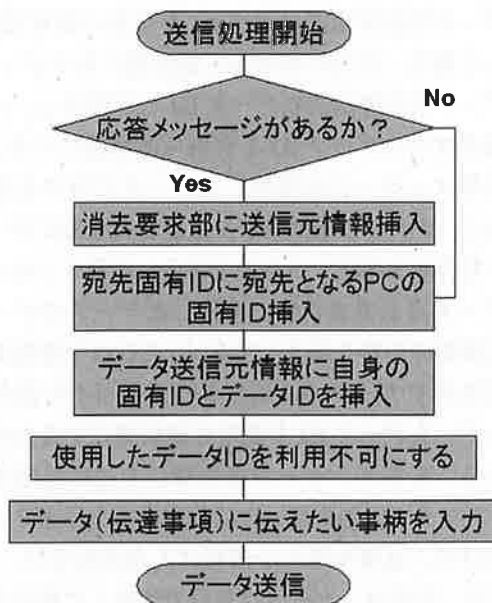 送信処理開始
応答メッセージがあるか？
No
Yes
消去要求部に送信元情報挿入
宛先固有IDに宛先となるPCの
固有ID挿入
データ送信元情報に自身の
固有IDとデータIDを挿入
使用したデータIDを利用不可にする
データ(伝達事項)に伝えたい事柄を入力
データ送信